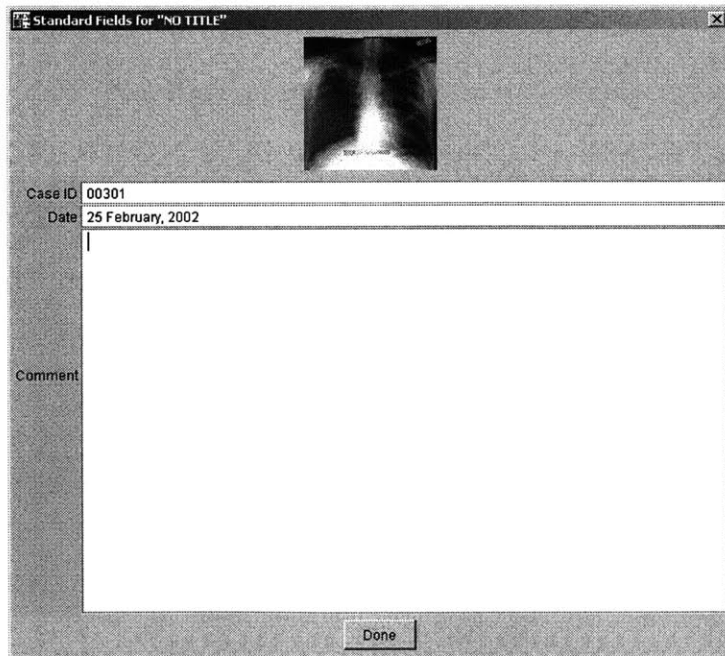 Standard Fields for "NO TITLE"
Case ID 00301
Date 25 February, 2002
Comment
Done